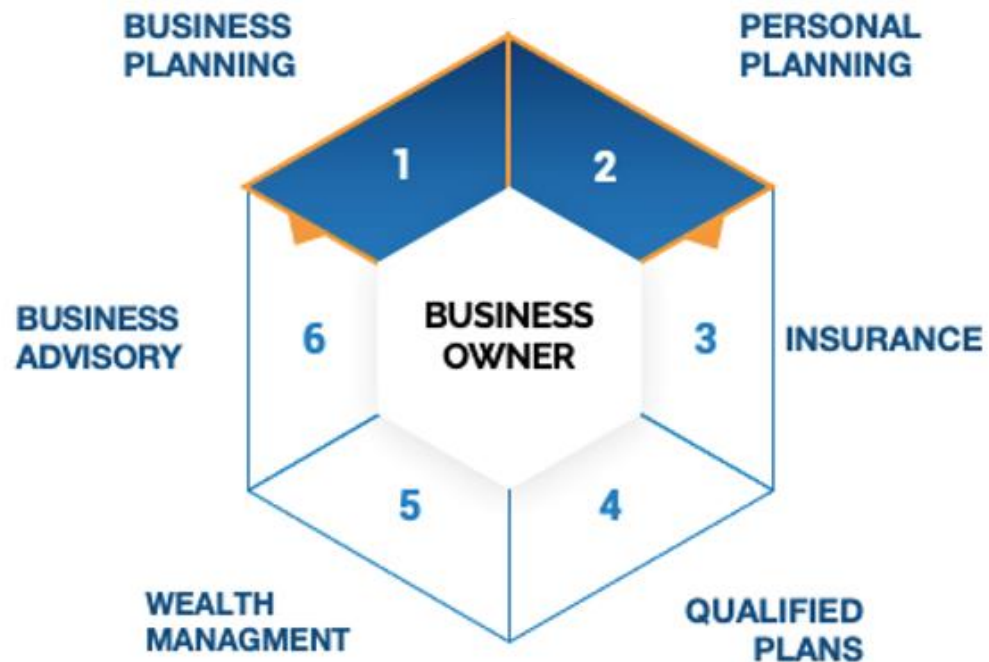 BUSINESS
PLANNING
PERSONAL
PLANNING
1
2
BUSINESS
ADVISORY
6
BUSINESS
OWNER
3
INSURANCE
5
4
WEALTH
MANAGMENT
QUALIFIED
PLANS